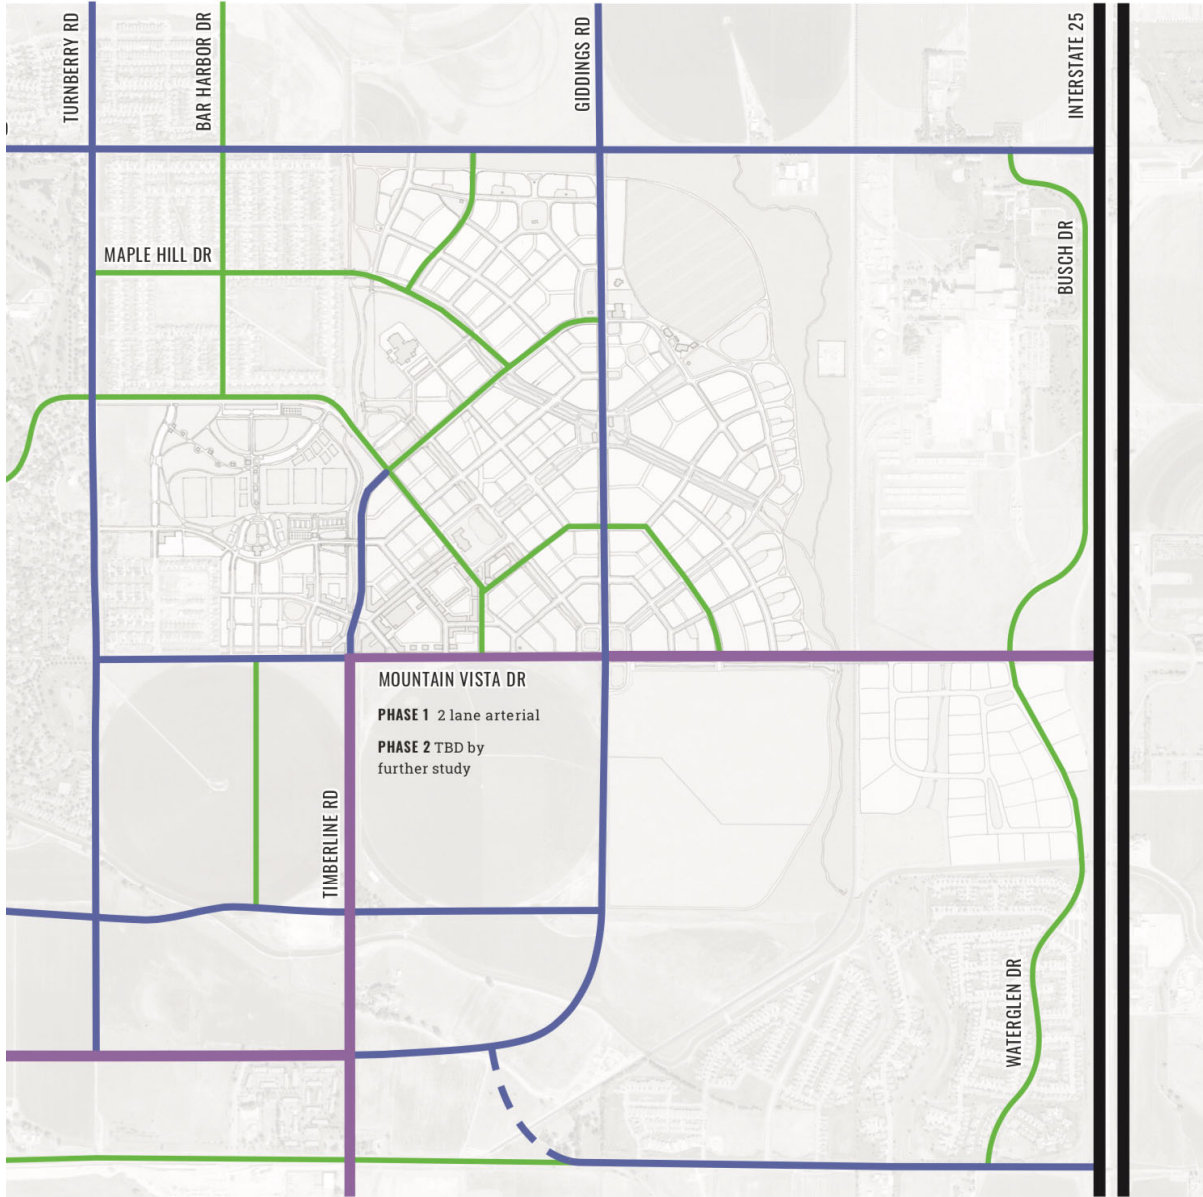 TURNBERRY RD
BAR HARBOR DR
GIDDINGS RD
INTERSTATE 25
MAPLE HILL DR
BUSCH DR
MOUNTAIN VISTA DR
PHASE 1 2 lane arterial
PHASE 2 TBD by
further study
TIMBERLINE RD
WATERGLEN DR